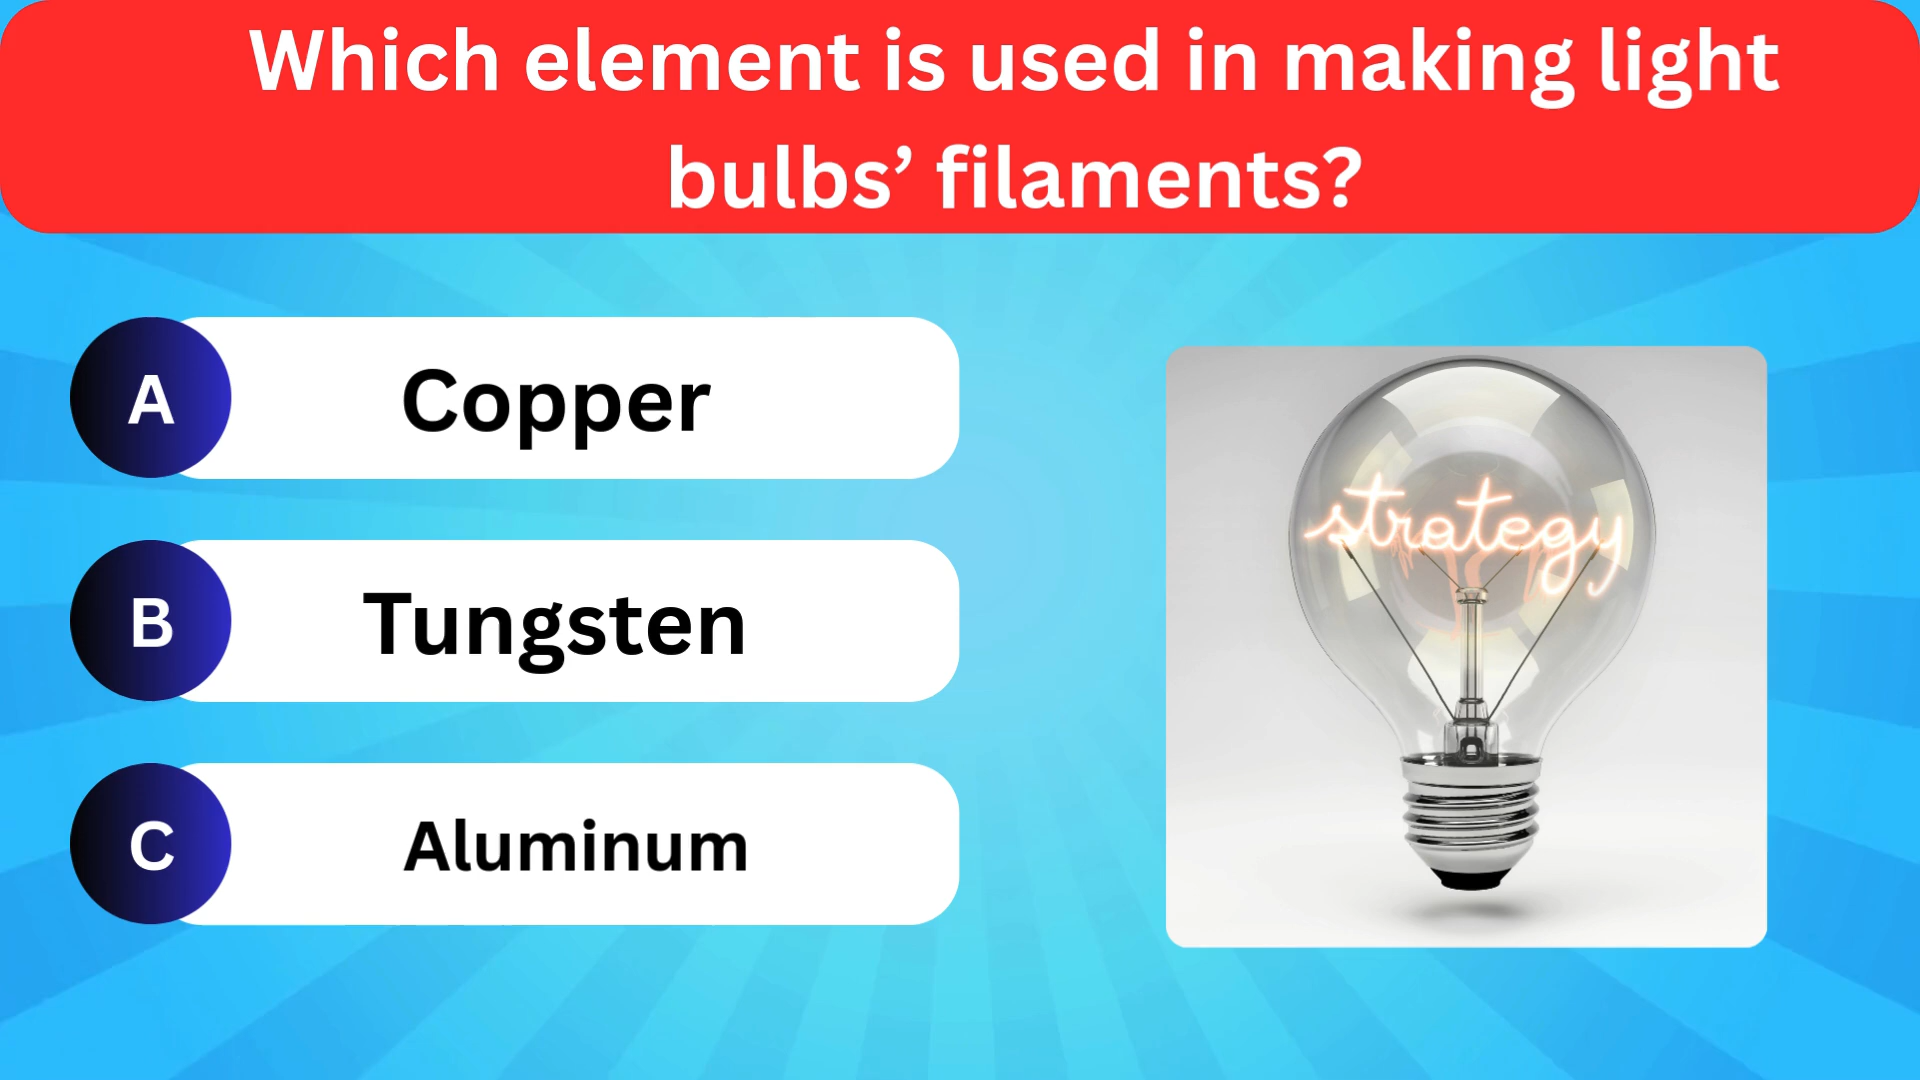 Which element is used in making light
bulbs’ filaments?
A
Copper
B
Tungsten
C
Aluminum
strategy